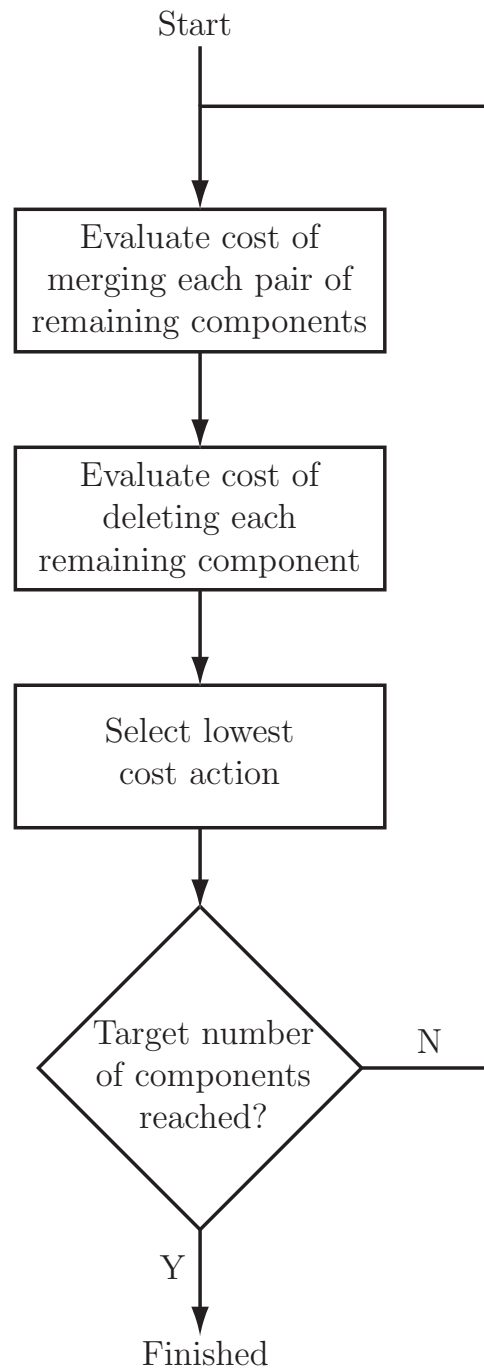 Start
Evaluate cost of
merging each pair of
remaining components
Evaluate cost of
deleting each
remaining component
Select lowest
cost action
Target number
of components
reached?
N
Y
Finished